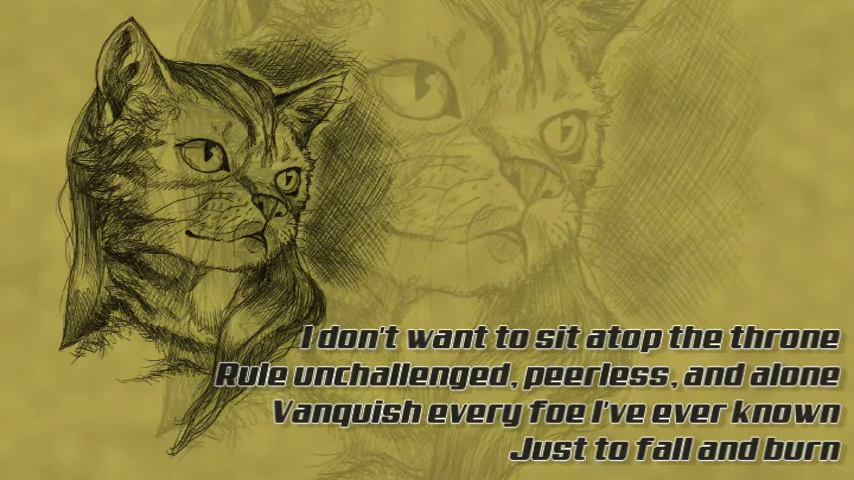 I don't want to sit atop the throne
Rule unchallenged, peerless, and alone
Vanquish every foe I've ever known
Just to fall and burn